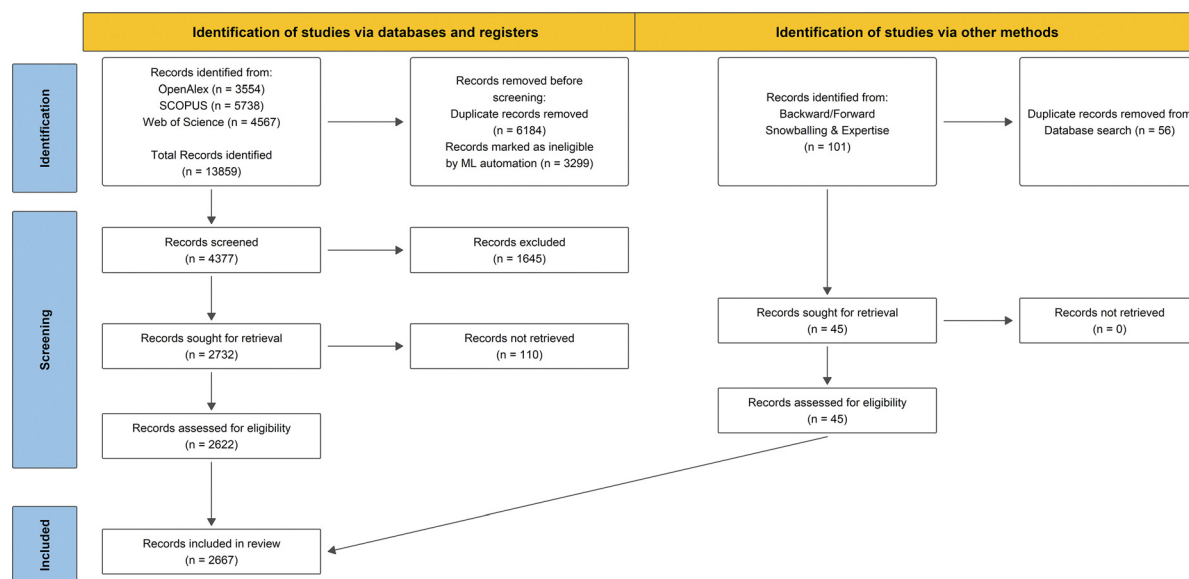 Identification of studies via databases and registers
Identification of studies via other methods
Identification
Records identified from:
OpenAlex (n = 3554)
SCOPUS (n = 5738)
Web of Science (n = 4567)
Total Records identified
(n = 13859)
Records removed before
screening:
Duplicate records removed
(n = 6184)
Records marked as ineligible
by ML automation (n = 3299)
Records identified from:
Backward/Forward
Snowballing & Expertise
(n = 101)
Duplicate records removed from
Database search (n = 56)
Screening
Records screened
(n = 4377)
Records excluded
(n = 1645)
Records sought for retrieval
(n = 2732)
Records not retrieved
(n = 110)
Records sought for retrieval
(n = 45)
Records not retrieved
(n = 0)
Records assessed for eligibility
(n = 2622)
Records assessed for eligibility
(n = 45)
Included
Records included in review
(n = 2667)